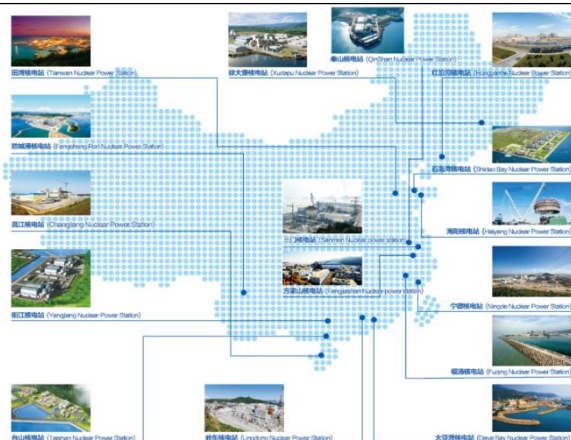 秦山核电站 (QinShan Nuclear Power Station)
田湾核电站 (Tianwan Nuclear Power Station)
徐大堡核电站 (Xudapu Nuclear Power Station)
红沿河核电站 (Hongyanhe Nuclear Power Station)
防城港核电站 (Fangcheng Port Nuclear Power Station)
石岛湾核电站 (Shidao Bay Nuclear Power Station)
昌江核电站 (Changjiang Nuclear Power Station)
三门核电站 (Sanmen Nuclear power station)
海阳核电站 (Haiyang Nuclear Power Station)
方家山核电站 (Fangjiashan Nuclear power station)
宁德核电站 (Ningde Nuclear Power Station)
阳江核电站 (Yangjiang Nuclear Power Station)
福清核电站 (Fuqing Nuclear Power Station)
台山核电站 (Taishan Nuclear Power Station)
岭东核电站 (Lingdong Nuclear Power Station)
大亚湾核电站 (Daya Bay Nuclear Power Station)